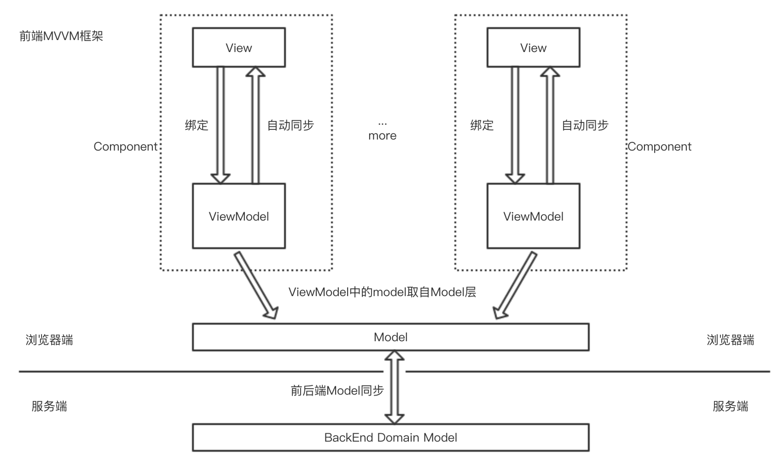 前端MVVM框架
View
View
绑定
自动同步
...
more
绑定
自动同步
Component
Component
ViewModel
ViewModel
ViewModel中的model取自Model层
浏览器端
Model
浏览器端
前后端Model同步
服务端
服务端
BackEnd Domain Model